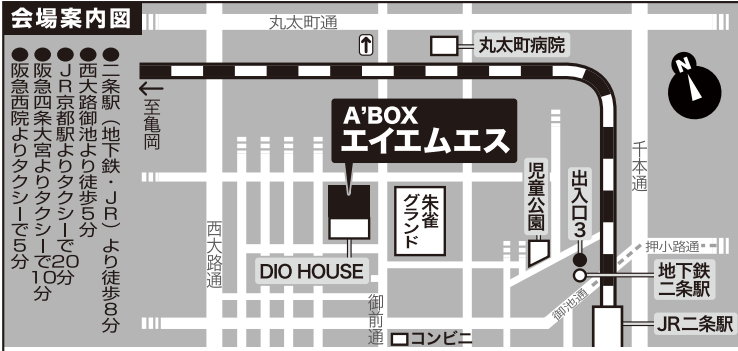 会場案内図
●二条駅（地下鉄・JR）より徒歩8分
●西大路御池より徒歩5分
●JR京都駅よりタクシーで20分
●阪急四条大宮よりタクシーで10分
●阪急西院よりタクシーで5分
丸太町通
丸太町病院
N
至亀岡
A'BOX
エイエムエス
千本通
児童公園
出入口3
朱雀
グランド
西大路通
押小路通
DIO HOUSE
地下鉄
二条駅
御池通
御前通
JR二条駅
コンビニ